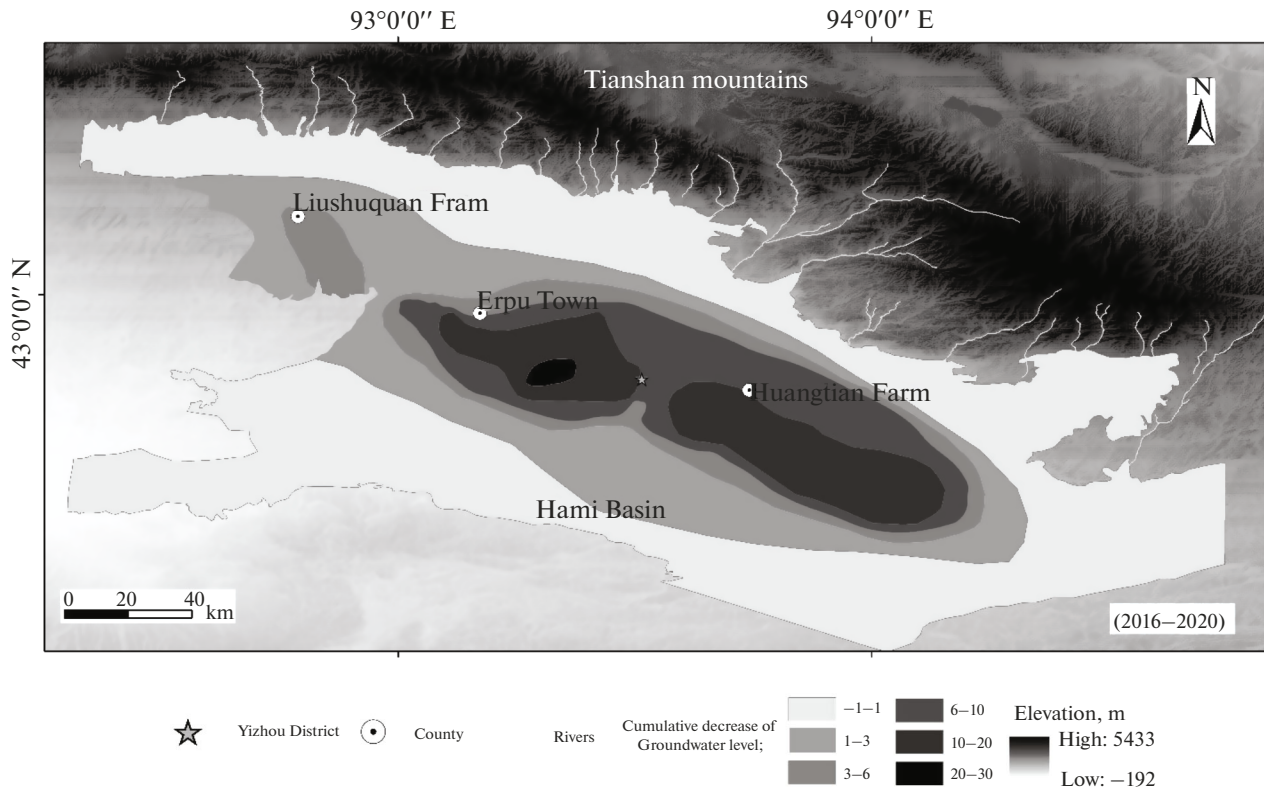 93°0′0″ E
94°0′0″ E
Tianshan mountains
N
Liushuquan Fram
43°0′0″ N
Erpu Town
Huangtian Farm
Hami Basin
0 20 40
km
(2016–2020)
Yizhou District
County
Rivers
Cumulative decrease of
Groundwater level;
–1–1
1–3
3–6
6–10
10–20
20–30
Elevation, m
High: 5433
Low: –192